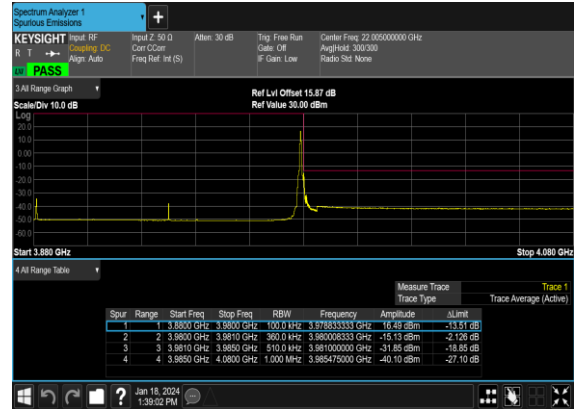 Spectrum Analyzer 1
Spurious Emissions
KEYSIGHT Input: RF Input Z: 50 Ω Atten: 30 dB Trig: Free Run Center Freq: 22.005000000 GHz
R T Coupling: DC Corr CCorr Gate: Off Avg|Hold: 300/300
Align: Auto Freq Ref: Int (S) IF Gain: Low Radio Std: None
PASS
3 All Range Graph
Ref Lvl Offset 15.87 dB
Scale/Div 10.0 dB Ref Value 30.00 dBm
Log
20.0
10.0
0.00
-10.0
-20.0
-30.0
-40.0
-50.0
-60.0
Start 3.880 GHz Stop 4.080 GHz
4 All Range Table
Measure Trace Trace 1
Trace Type Trace Average (Active)
Spur Range Start Freq Stop Freq RBW Frequency Amplitude ΔLimit
1 1 3.8800 GHz 3.9800 GHz 100.0 kHz 3.978833333 GHz 16.49 dBm -13.51 dB
2 2 3.9800 GHz 3.9810 GHz 360.0 kHz 3.980008333 GHz -15.13 dBm -2.126 dB
3 3 3.9810 GHz 3.9850 GHz 510.0 kHz 3.981000000 GHz -31.85 dBm -18.85 dB
4 4 3.9850 GHz 4.0800 GHz 1.000 MHz 3.985475000 GHz -40.10 dBm -27.10 dB
Jan 18, 2024
1:39:02 PM